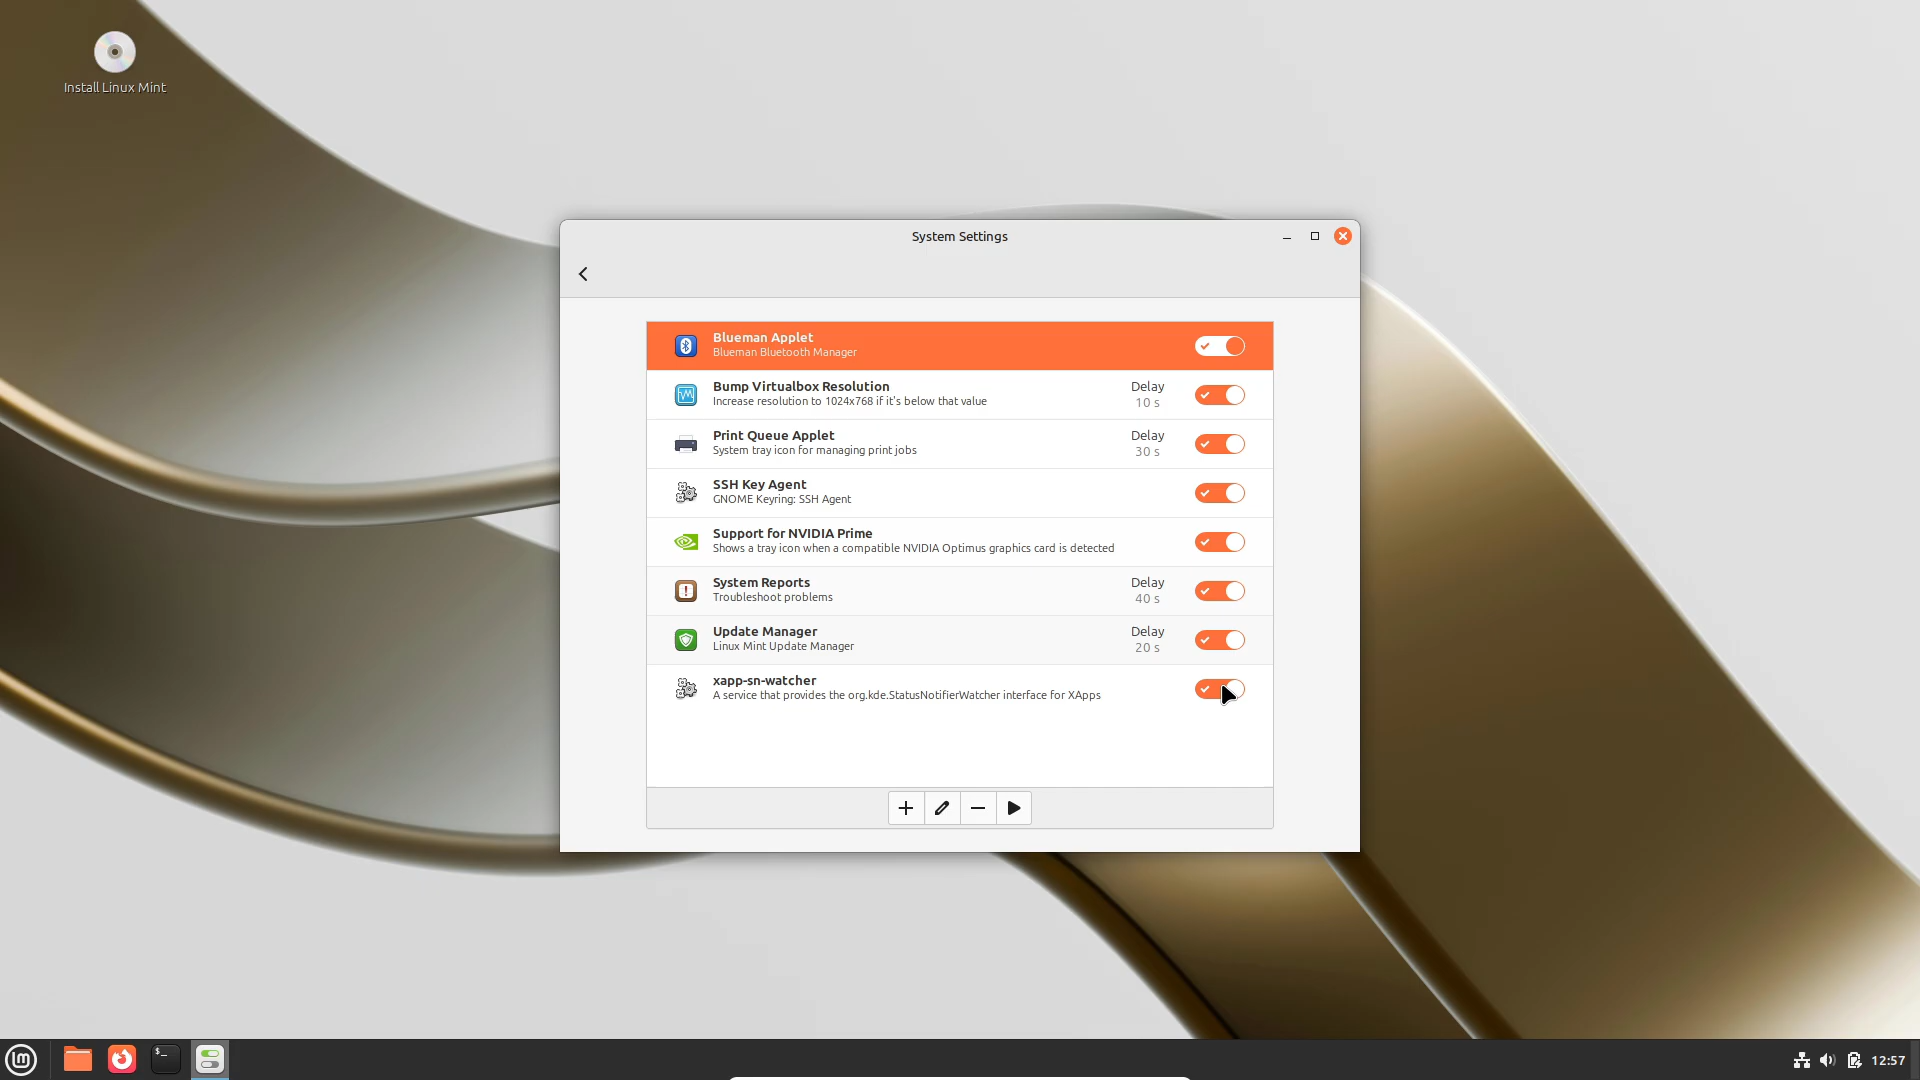 Install Linux Mint
System Settings
Blueman Applet
Blueman Bluetooth Manager
Bump Virtualbox Resolution
Increase resolution to 1024x768 if it's below that value
Delay
10 s
Print Queue Applet
System tray icon for managing print jobs
Delay
30 s
SSH Key Agent
GNOME Keyring: SSH Agent
Support for NVIDIA Prime
Shows a tray icon when a compatible NVIDIA Optimus graphics card is detected
System Reports
Troubleshoot problems
Delay
40 s
Update Manager
Linux Mint Update Manager
Delay
20 s
xapp-sn-watcher
A service that provides the org.kde.StatusNotifierWatcher interface for XApps
12:57